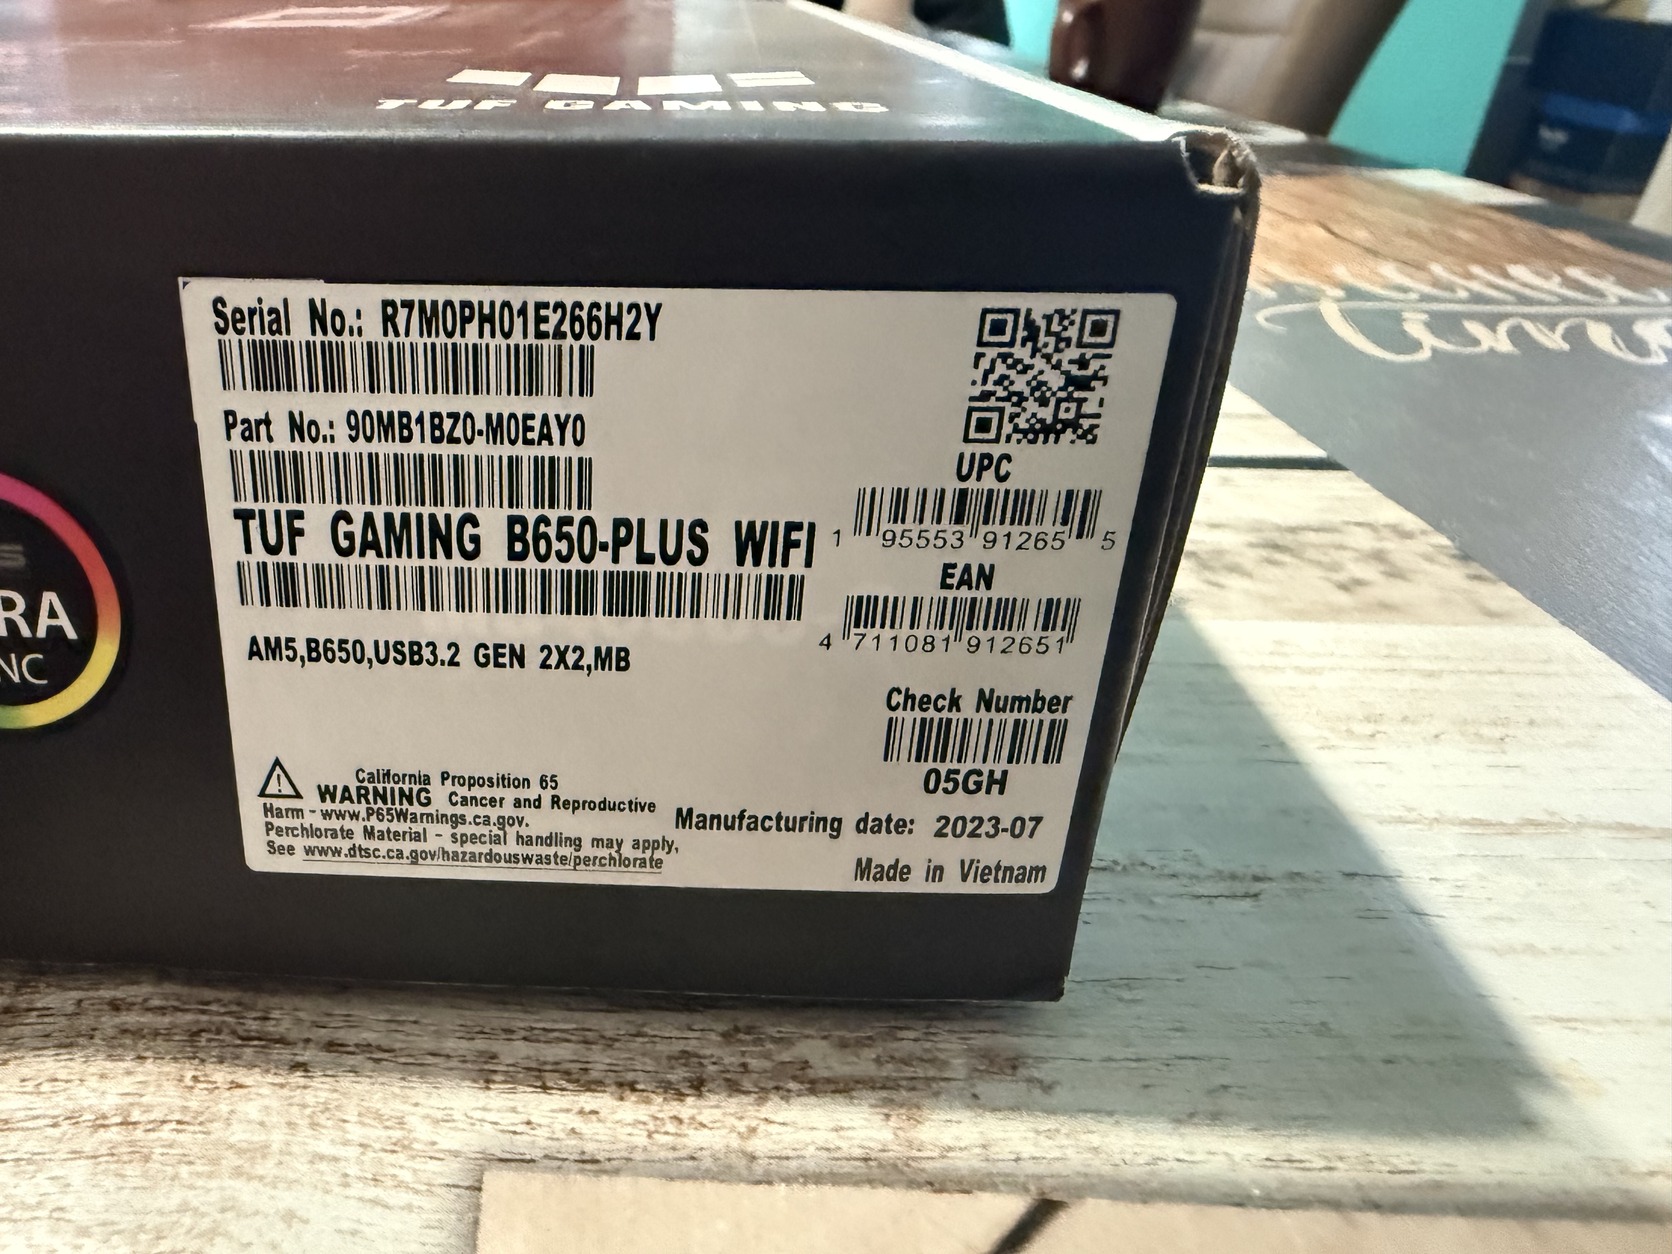 TUF GAMING
Serial No.: R7M0PH01E266H2Y
Part No.: 90MB1BZ0-M0EAY0
UPC
TUF GAMING B650-PLUS WIFI
1 95553 91265 5
EAN
4 711081 912651
AM5,B650,USB3.2 GEN 2X2,MB
Check Number
05GH
California Proposition 65
WARNING Cancer and Reproductive
Harm - www.P65Warnings.ca.gov.
Perchlorate Material - special handling may apply,
See www.dtsc.ca.gov/hazardouswaste/perchlorate
Manufacturing date: 2023-07
Made in Vietnam
RA
NC